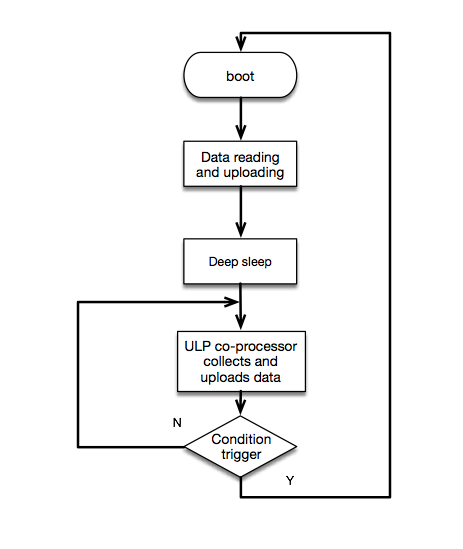 boot
Data reading
and uploading
Deep sleep
ULP co-processor
collects and
uploads data
N
Condition
trigger
Y